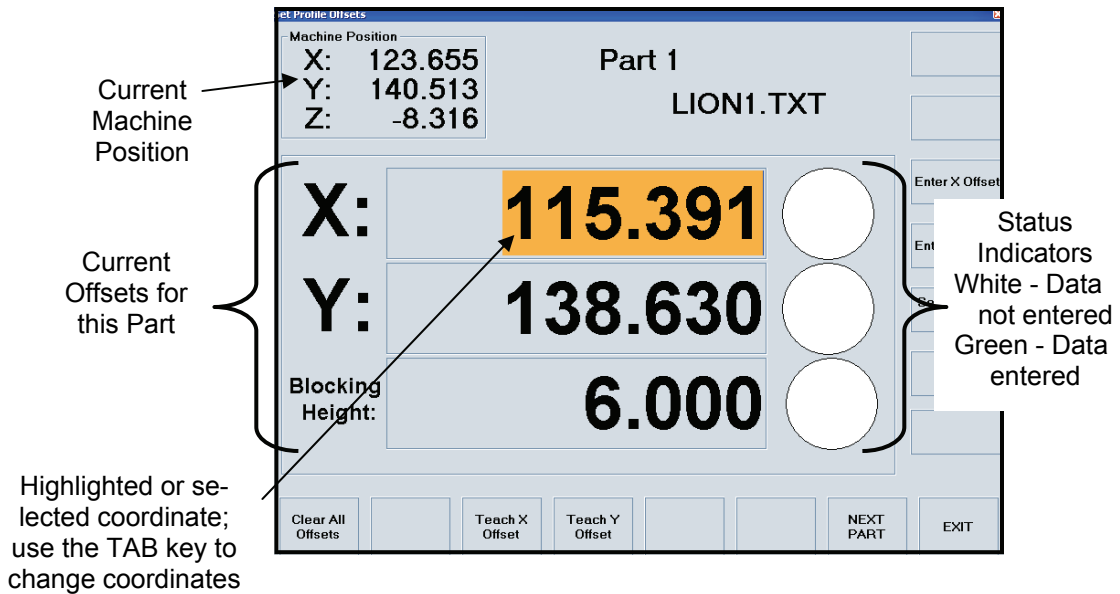 Set Profile Offsets
Machine Position
X: 123.655
Y: 140.513
Z: -8.316
Part 1
LION1.TXT
Current
Machine
Position
X: 115.391
Y: 138.630
Blocking
Height: 6.000
Enter X Offset
Ent
Current
Offsets for
this Part
Status
Indicators
White - Data
not entered
Green - Data
entered
Highlighted or se-
lected coordinate;
use the TAB key to
change coordinates
Clear All
Offsets
Teach X
Offset
Teach Y
Offset
NEXT
PART
EXIT